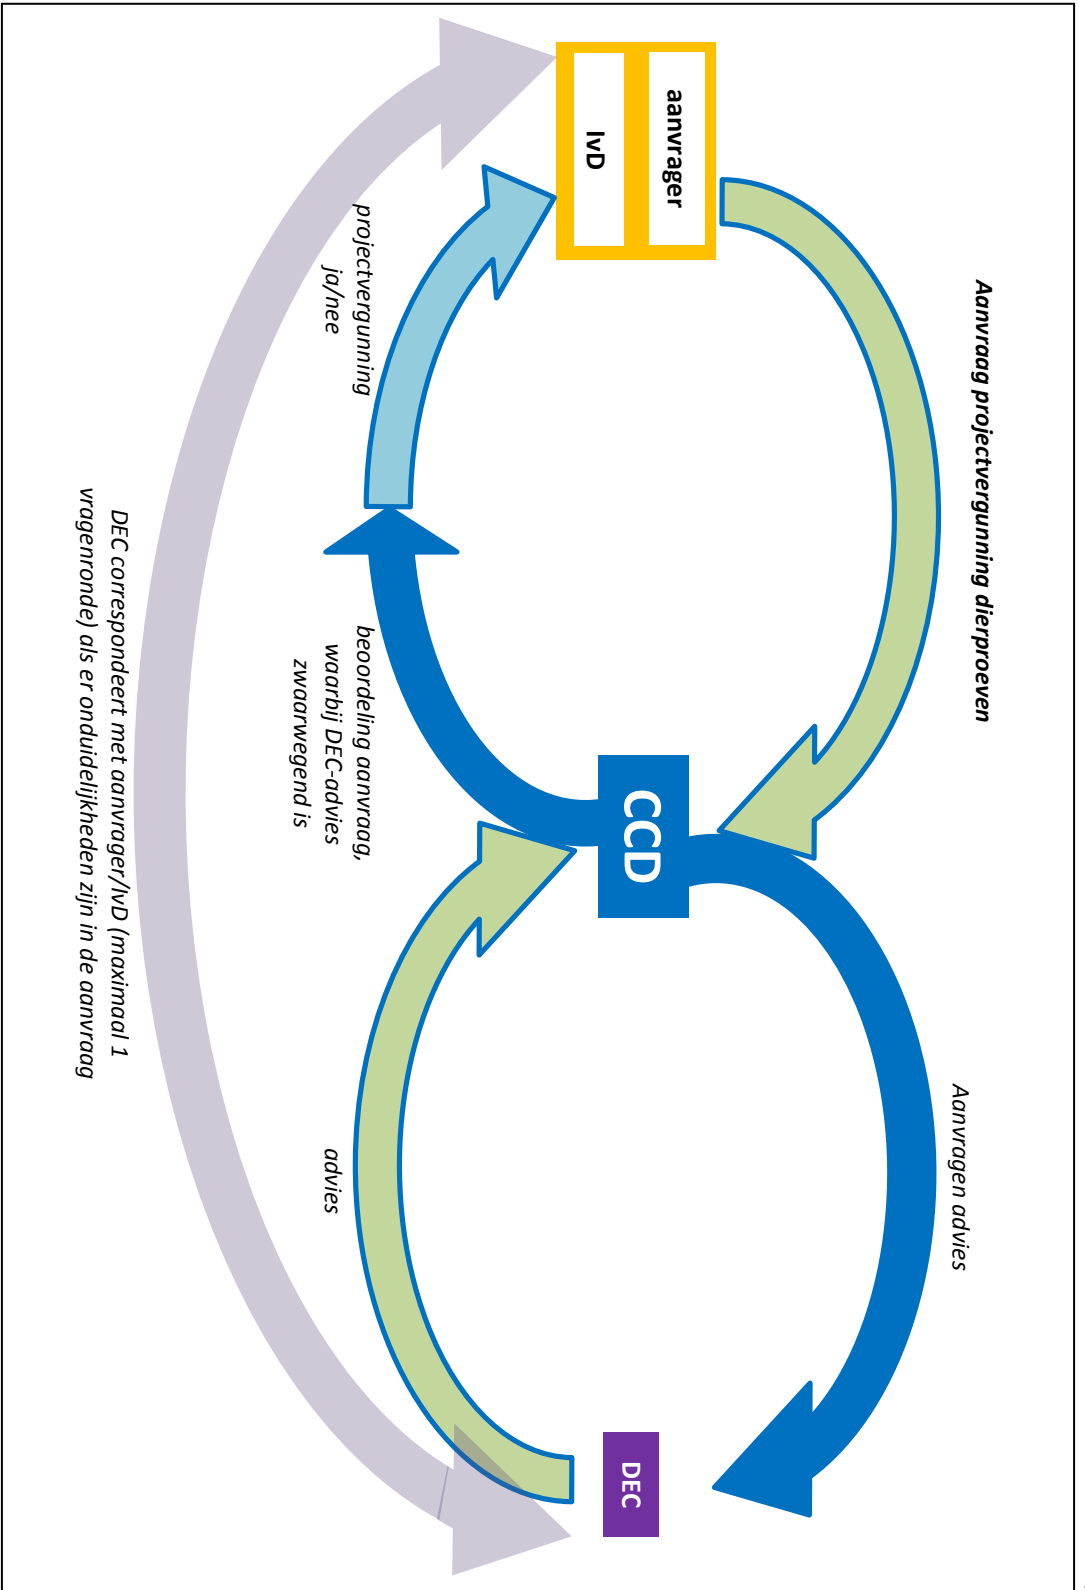 Aanvraag projectvergunning dierproeven
Aanvragen advies
aanvrager
IvD
CCD
DEC
projectvergunning
ja/nee
beoordeling aanvraag,
waarbij DEC-advies
zwaarwegend is
advies
DEC correspondeert met aanvrager/IvD (maximaal 1
vragenronde) als er onduidelijkheden zijn in de aanvraag